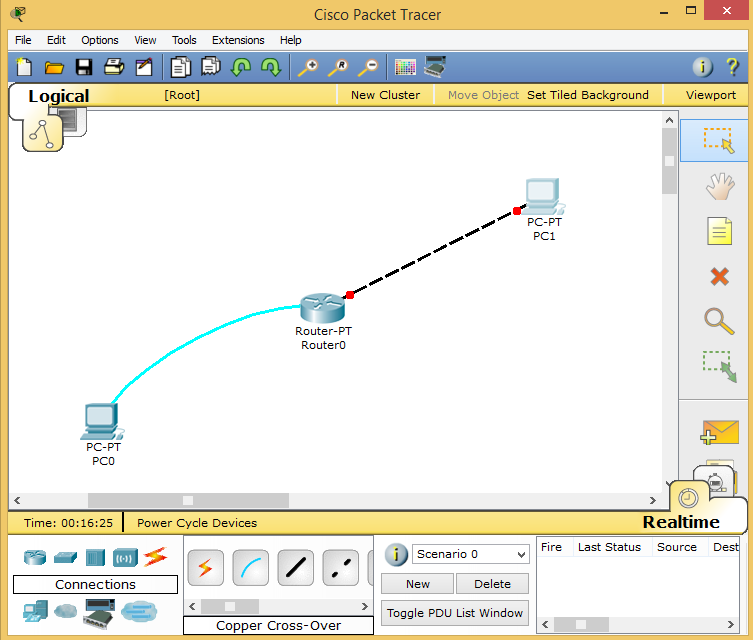 Cisco Packet Tracer
File Edit Options View Tools Extensions Help
Logical [Root] New Cluster Move Object Set Tiled Background Viewport
PC-PT
PC1
Router-PT
Router0
PC-PT
PC0
Time: 00:16:25 Power Cycle Devices
Realtime
Connections
Copper Cross-Over
Scenario 0
New Delete
Toggle PDU List Window
Fire Last Status Source Dest